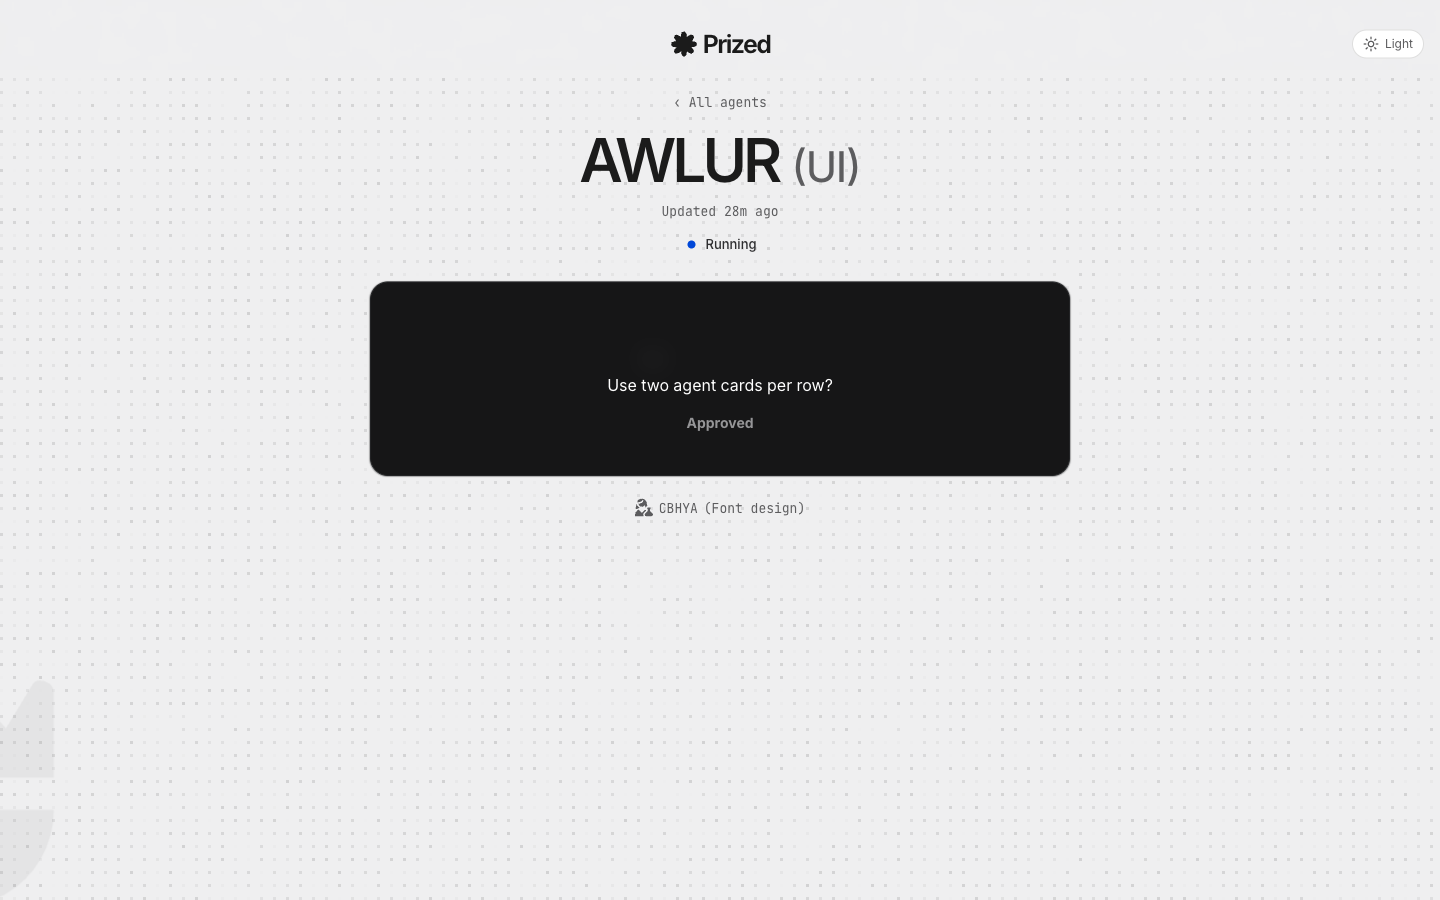 Prized
Light
‹ All agents
AWLUR (UI)
Updated 28m ago
Running
Use two agent cards per row?
Approved
CBHYA (Font design)